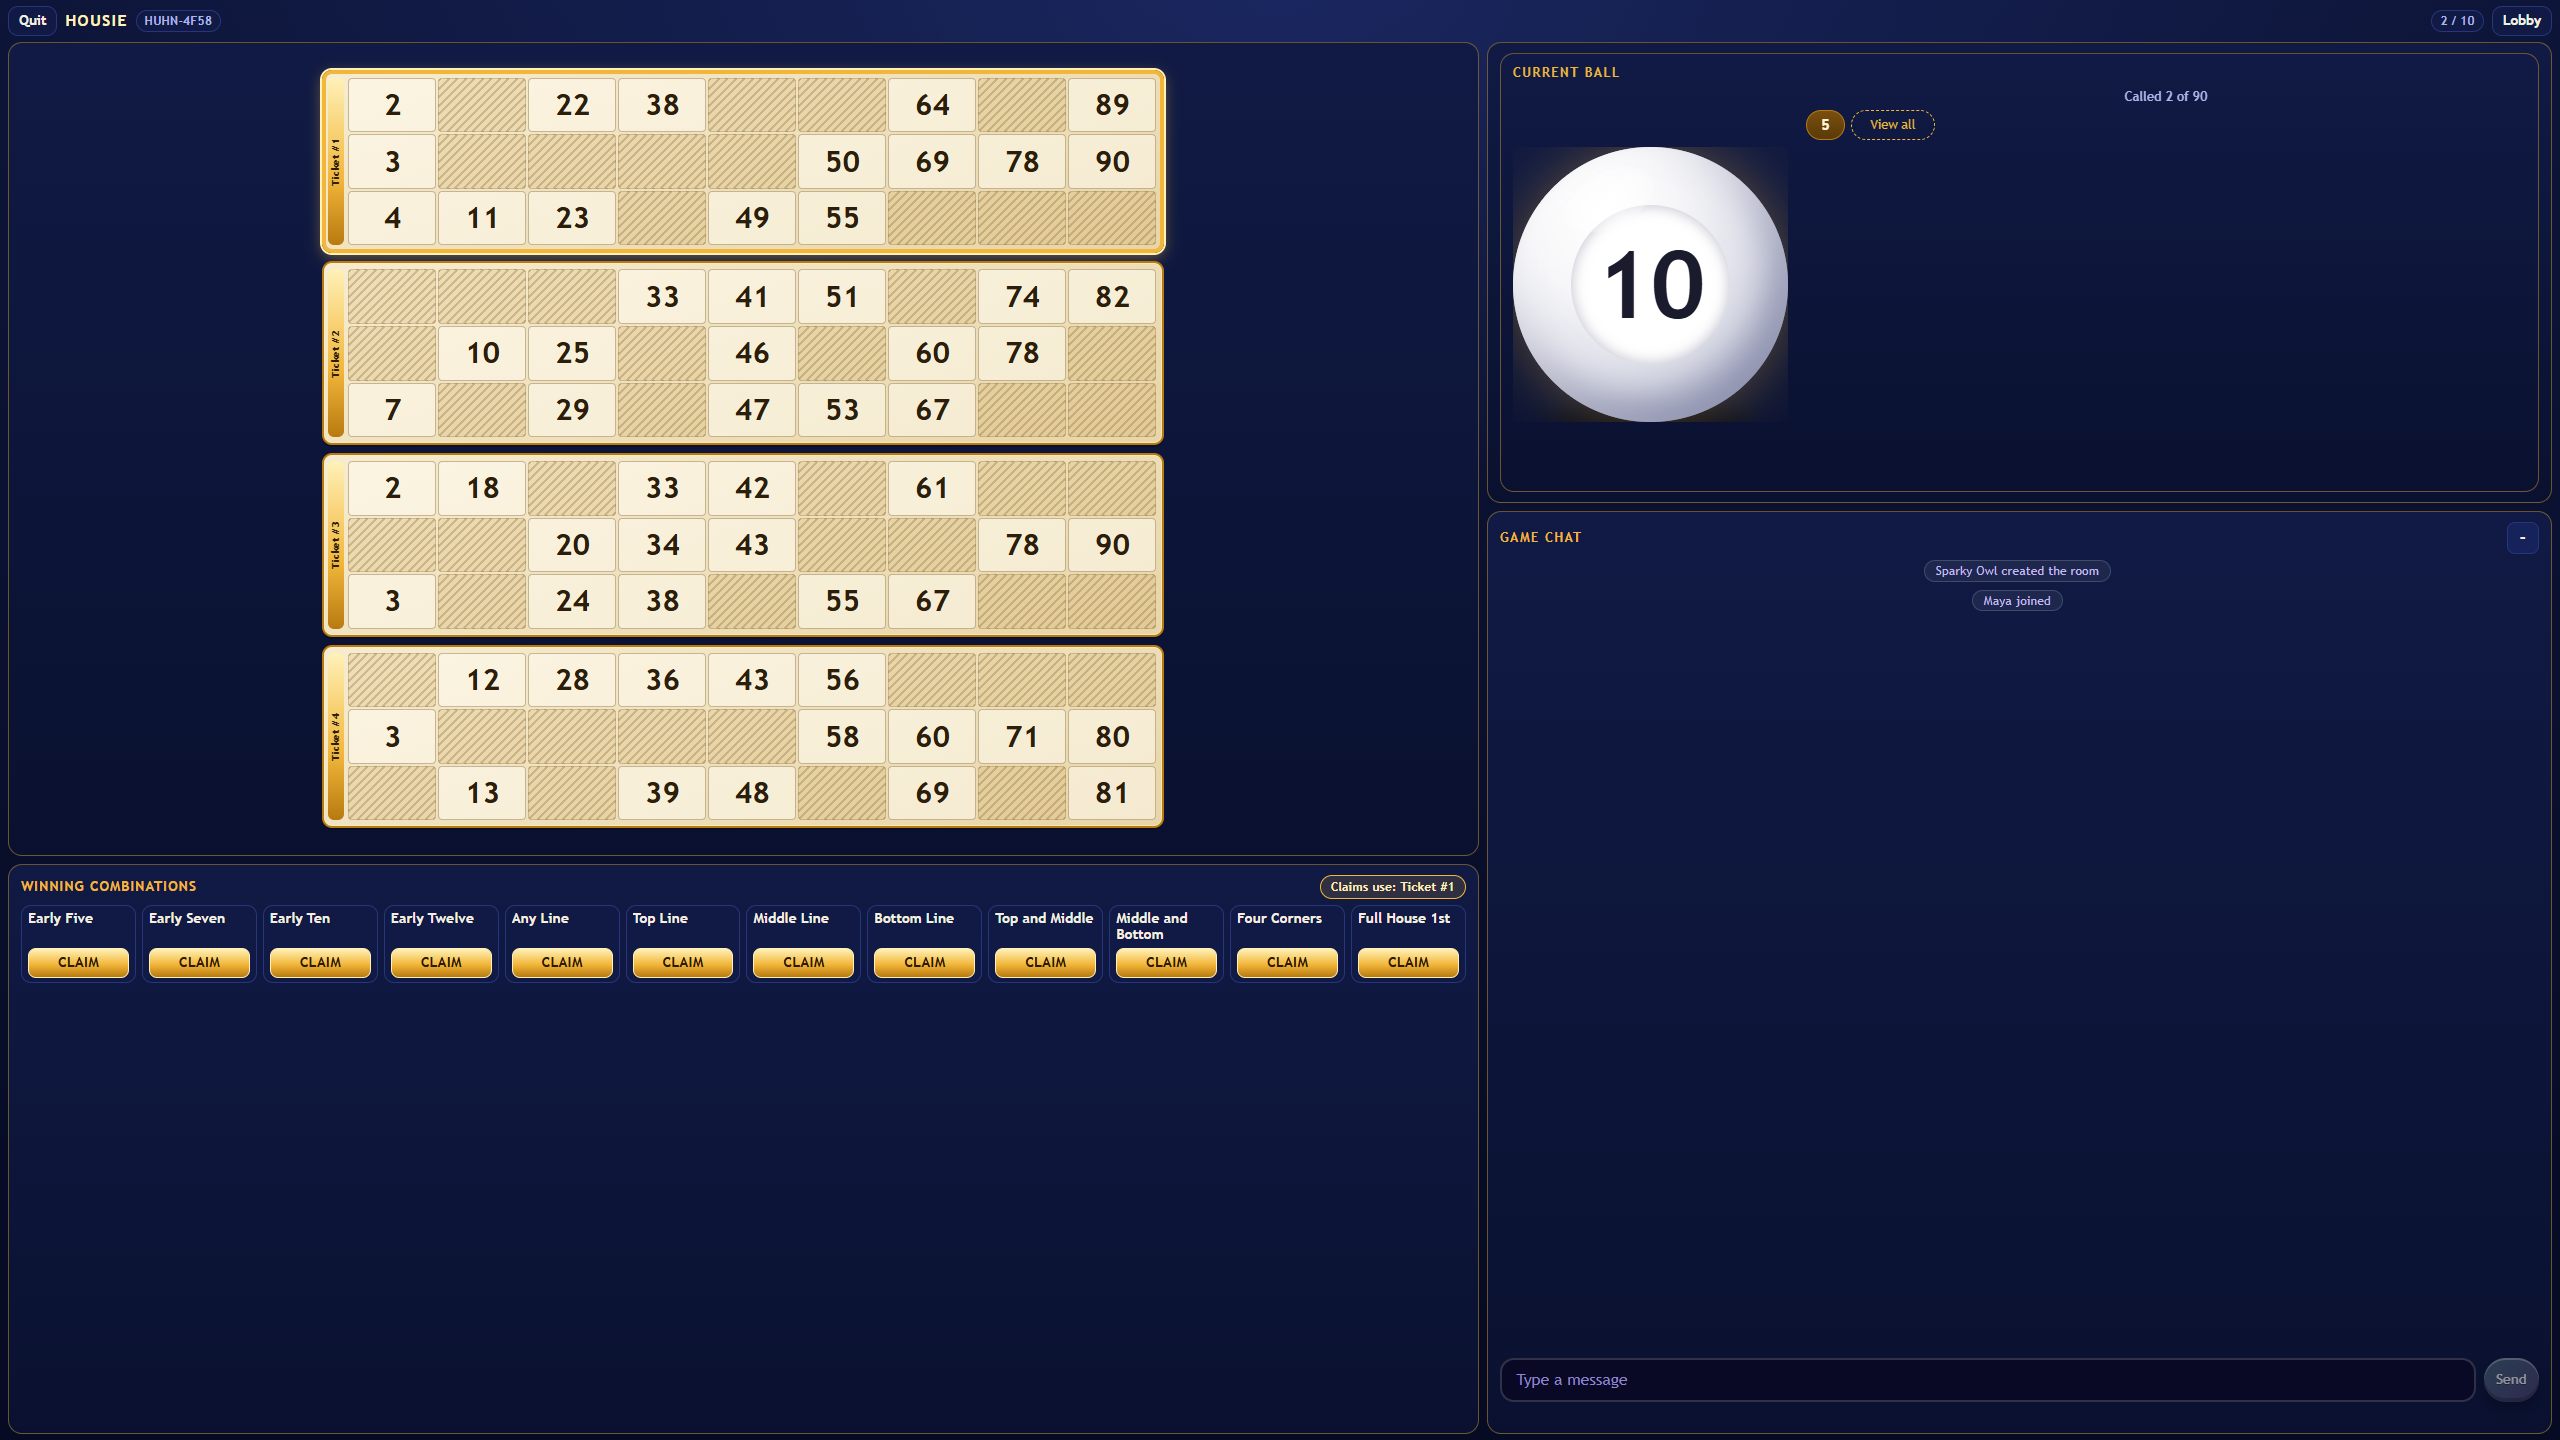 Quit HOUSIE HUHN-4F58
2 / 10 Lobby
Ticket #1
2 22 38 64 89
3 50 69 78 90
4 11 23 49 55
Ticket #2
33 41 51 74 82
10 25 46 60 78
7 29 47 53 67
Ticket #3
2 18 33 42 61
20 34 43 78 90
3 24 38 55 67
Ticket #4
12 28 36 43 56
3 58 60 71 80
13 39 48 69 81
WINNING COMBINATIONS
Claims use: Ticket #1
Early Five
CLAIM
Early Seven
CLAIM
Early Ten
CLAIM
Early Twelve
CLAIM
Any Line
CLAIM
Top Line
CLAIM
Middle Line
CLAIM
Bottom Line
CLAIM
Top and Middle
CLAIM
Middle and
Bottom
CLAIM
Four Corners
CLAIM
Full House 1st
CLAIM
CURRENT BALL
Called 2 of 90
5 View all
10
GAME CHAT
-
Sparky Owl created the room
Maya joined
Type a message
Send